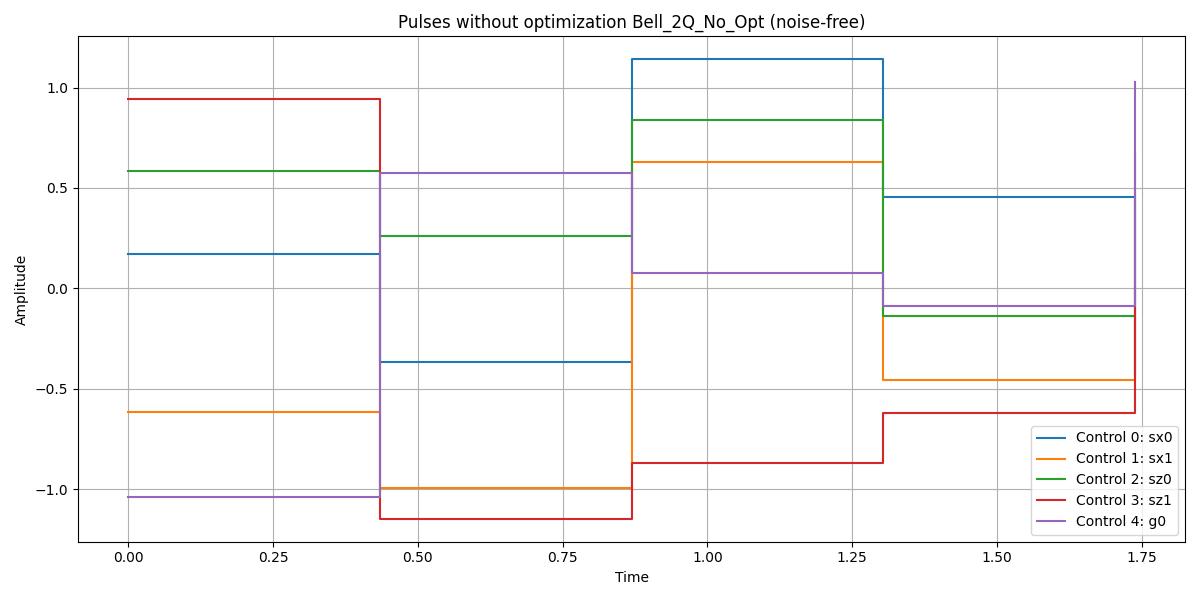 Pulses without optimization Bell_2Q_No_Opt (noise-free)
Amplitude
1.0
0.5
0.0
−0.5
−1.0
0.00
0.25
0.50
0.75
1.00
1.25
1.50
1.75
Time
Control 0: sx0
Control 1: sx1
Control 2: sz0
Control 3: sz1
Control 4: g0